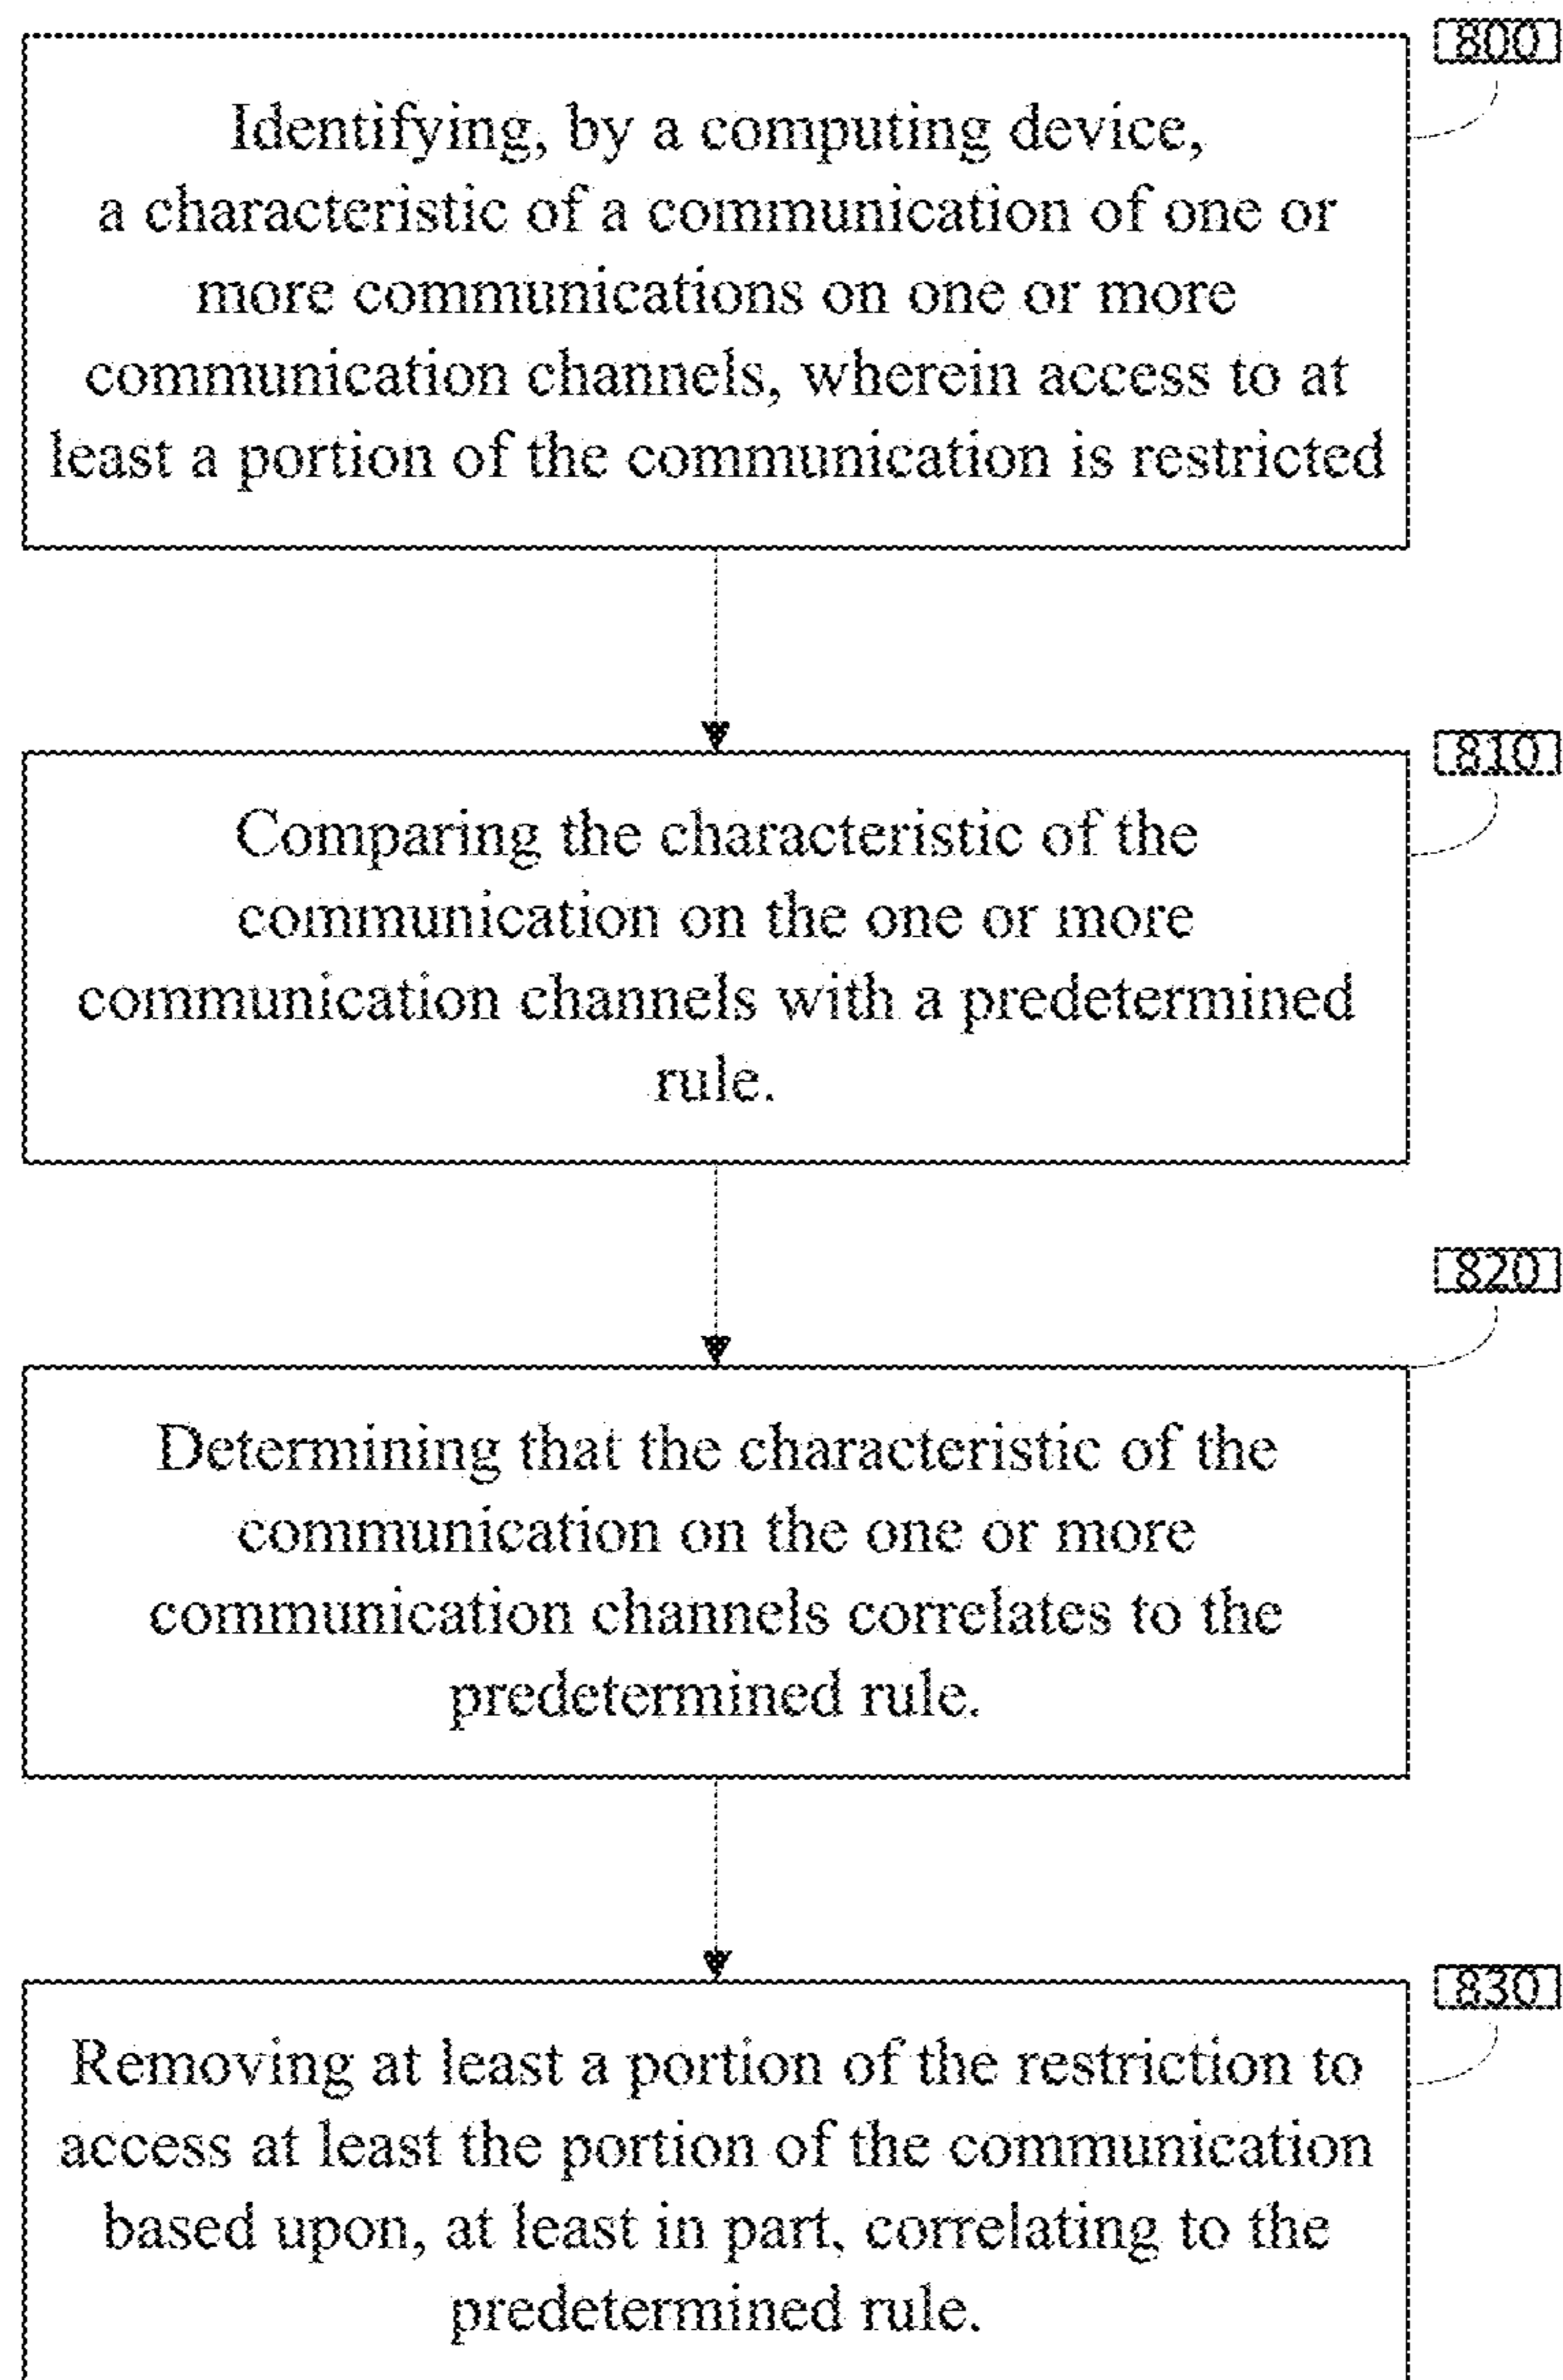 800
Identifying, by a computing device,
a characteristic of a communication of one or
more communications on one or more
communication channels, wherein access to at
least a portion of the communication is restricted
810
Comparing the characteristic of the
communication on the one or more
communication channels with a predetermined
rule.
820
Determining that the characteristic of the
communication on the one or more
communication channels correlates to the
predetermined rule.
830
Removing at least a portion of the restriction to
access at least the portion of the communication
based upon, at least in part, correlating to the
predetermined rule.